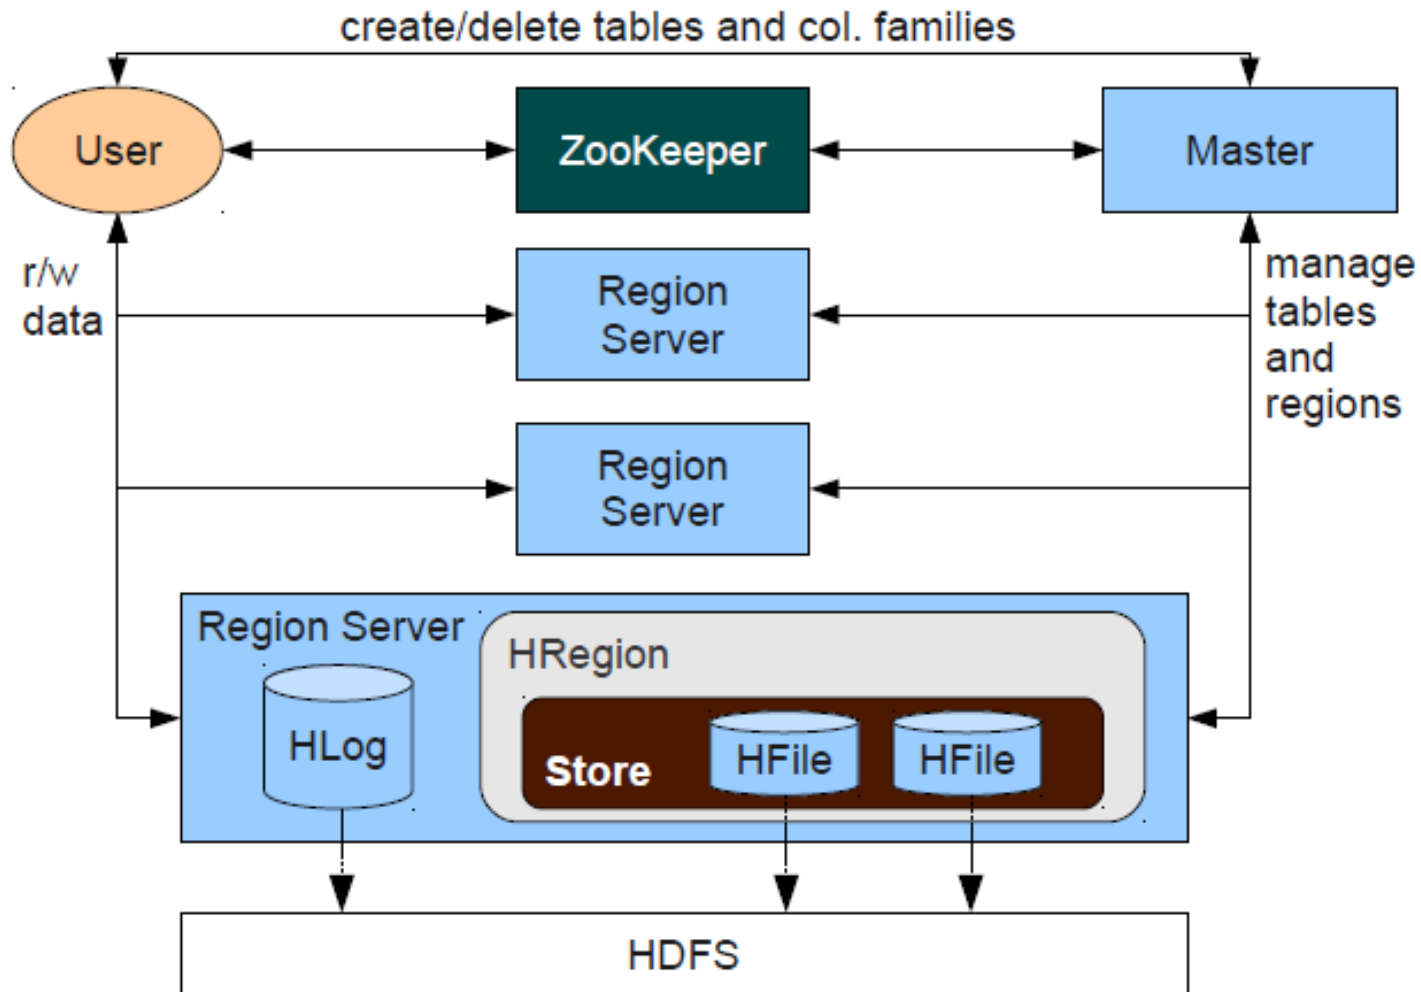 create/delete tables and col. families
User
ZooKeeper
Master
r/w
data
Region
Server
manage
tables
and
regions
Region
Server
Region Server
HRegion
HLog
Store
HFile
HFile
HDFS